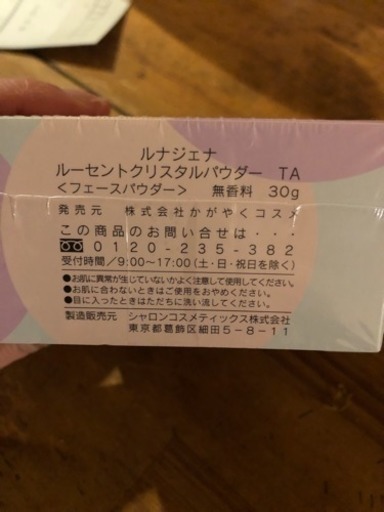 ルナジェナ
ルーセントクリスタルパウダー TA
＜フェースパウダー＞ 無香料 30g
発売元 株式会社かがやくコスメ
この商品のお問い合せは・・・
0120-235-382
受付時間／9:00～17:00(土・日・祝日を除く)
●お肌に異常が生じていないかよく注意して使用してください。
●お肌に合わないときはご使用をおやめください。
●目に入ったときはただちに洗い流してください。
製造販売元 シャロンコスメティックス株式会社
東京都葛飾区細田5-8-11